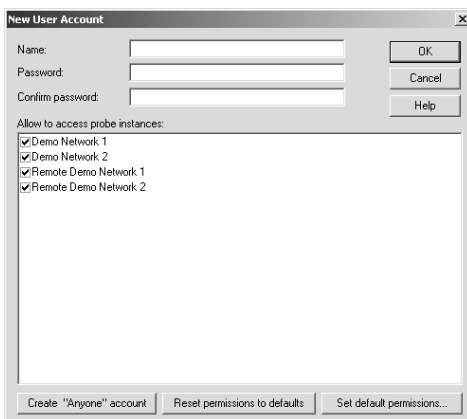 New User Account
Name:
OK
Password:
Cancel
Confirm password:
Help
Allow to access probe instances:
Demo Network 1
Demo Network 2
Remote Demo Network 1
Remote Demo Network 2
Create "Anyone" account
Reset permissions to defaults
Set default permissions...